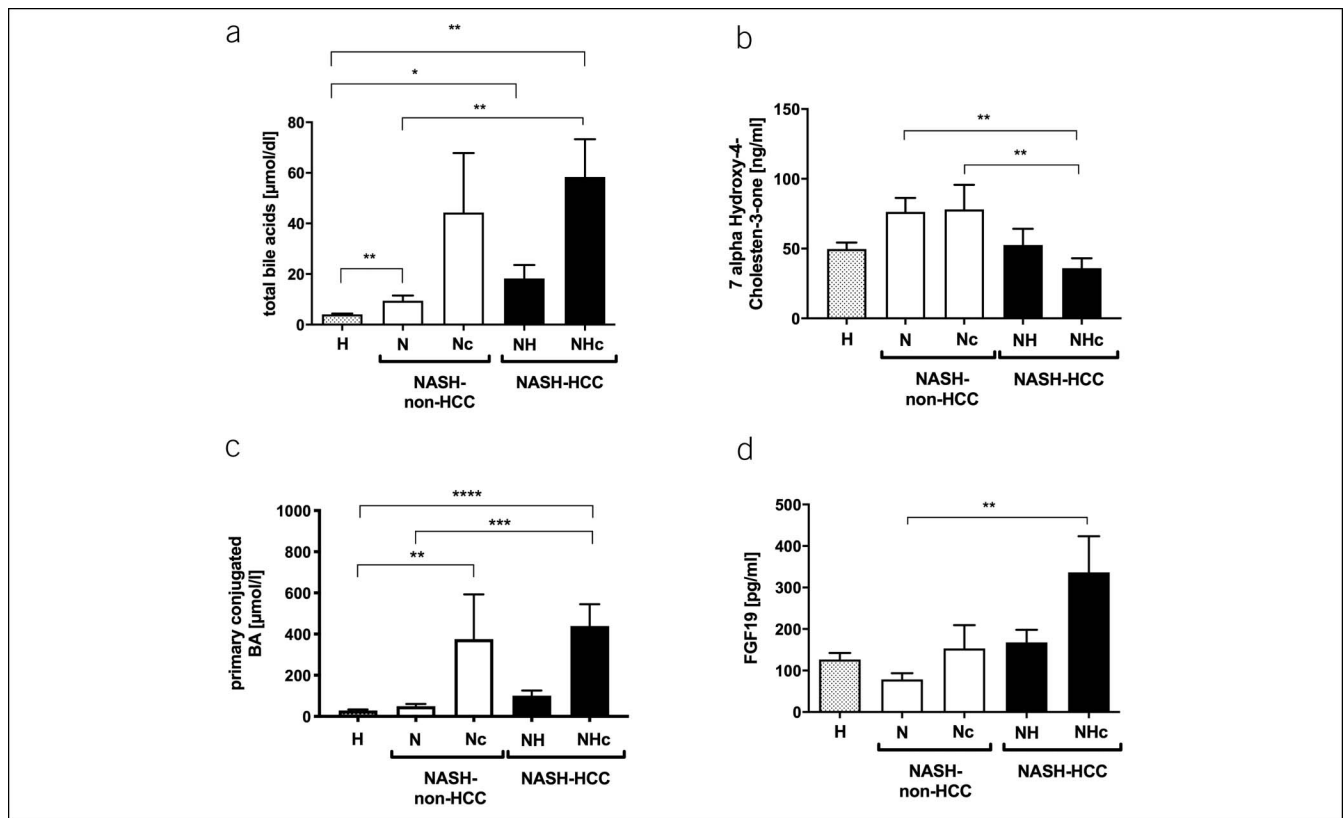 a
**
*
**
**
total bile acids [µmol/dl]
80
60
40
20
0
H
N
Nc
NH
NHc
NASH-
non-HCC
NASH-HCC
b
**
**
7 alpha Hydroxy-4-
Cholesten-3-one [ng/ml]
150
100
50
0
H
N
Nc
NH
NHc
NASH-
non-HCC
NASH-HCC
c
****
***
**
primary conjugated
BA [µmol/l]
1000
800
600
400
200
0
H
N
Nc
NH
NHc
NASH-
non-HCC
NASH-HCC
d
**
FGF19 [pg/ml]
500
400
300
200
100
0
H
N
Nc
NH
NHc
NASH-
non-HCC
NASH-HCC